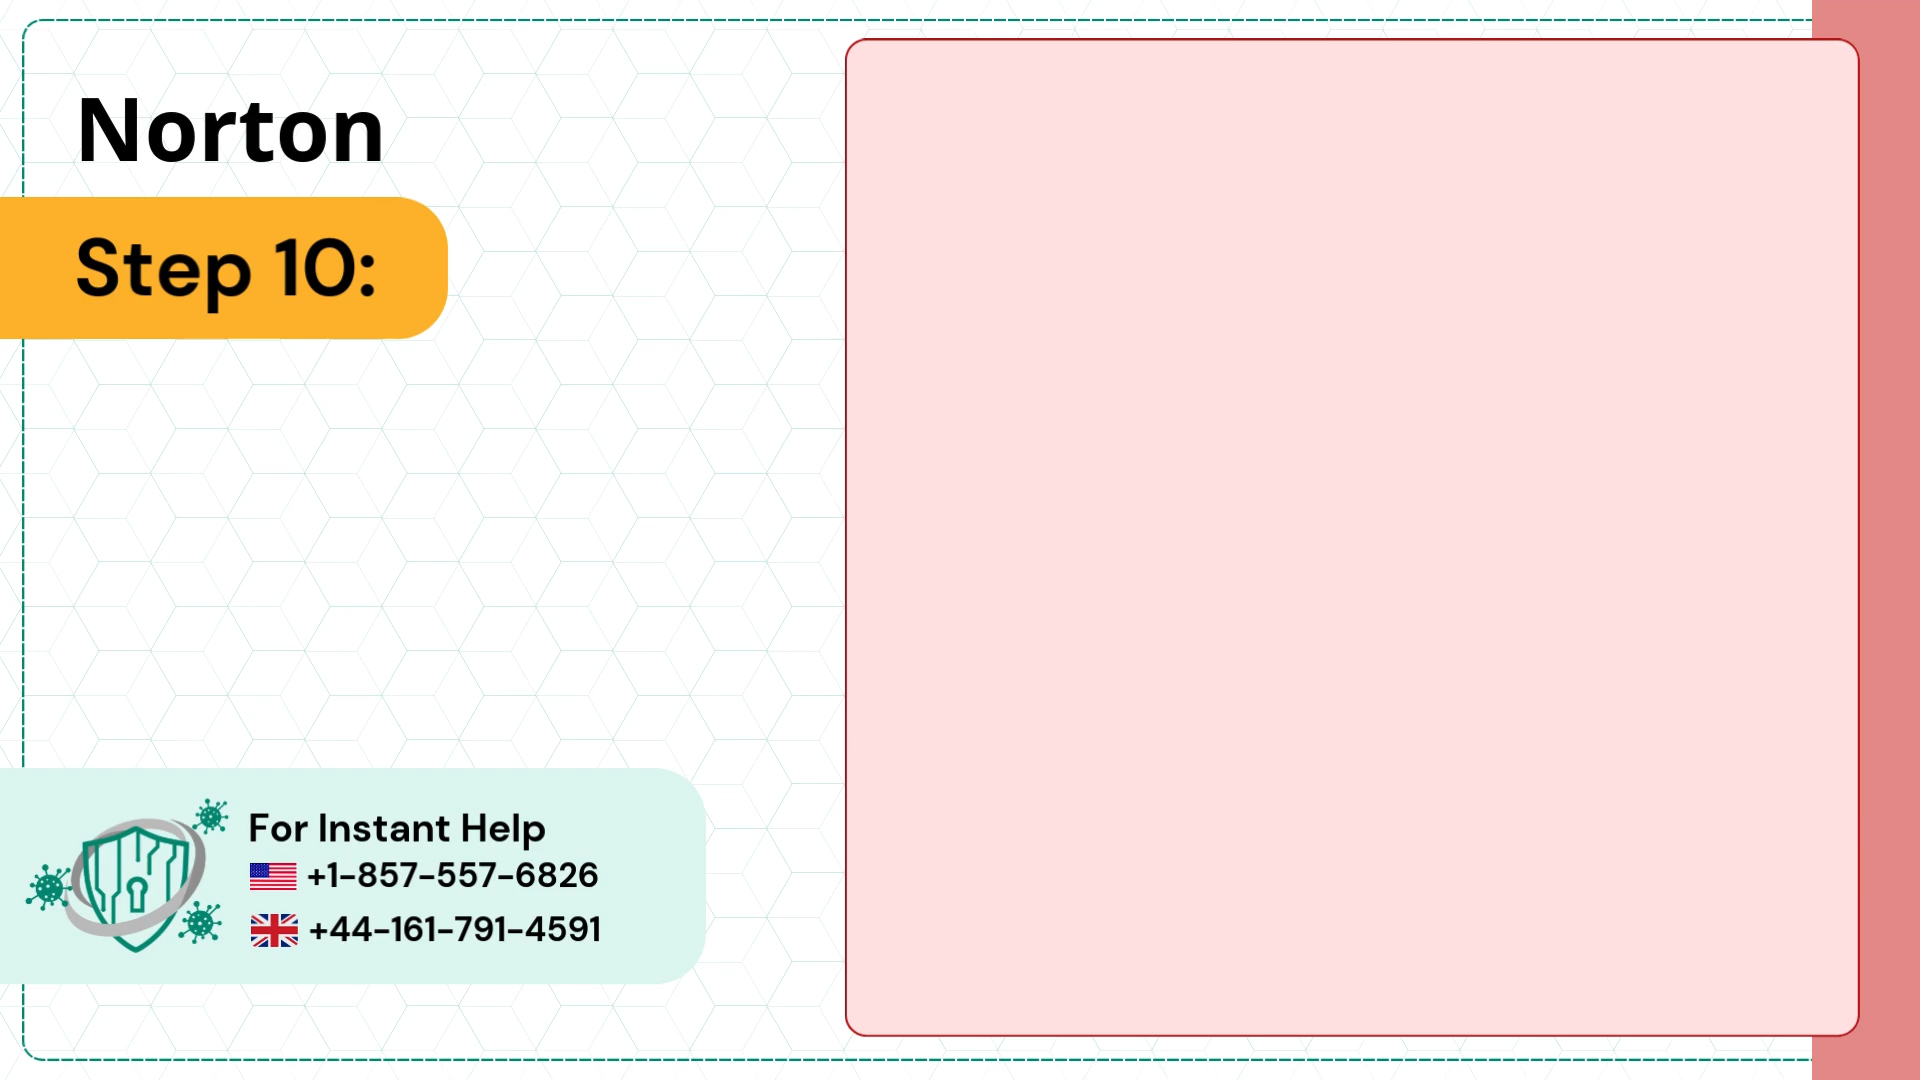 Norton
Step 10:
For Instant Help
+1-857-557-6826
+44-161-791-4591